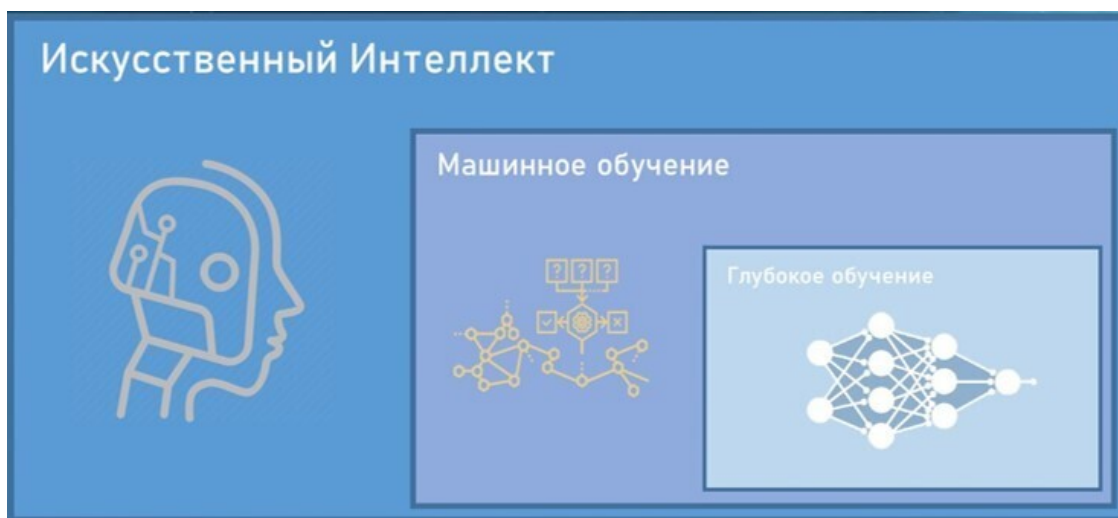 Искусственный Интеллект
Машинное обучение
? ? ?
Глубокое обучение